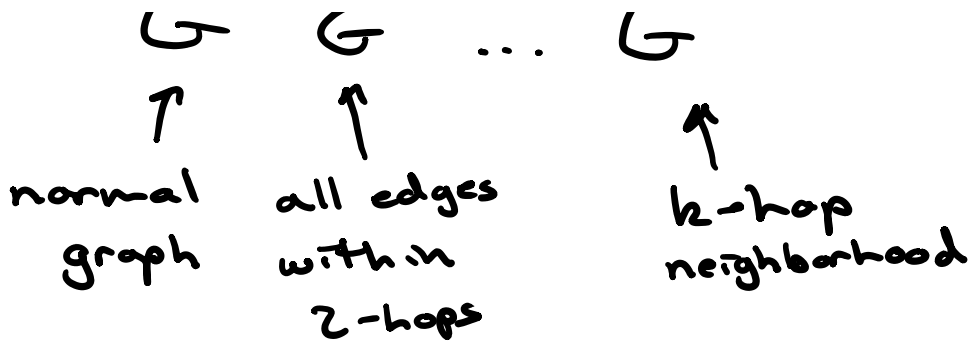 G G ... G
normal
graph
all edges
within
2-hops
k-hop
neighborhood